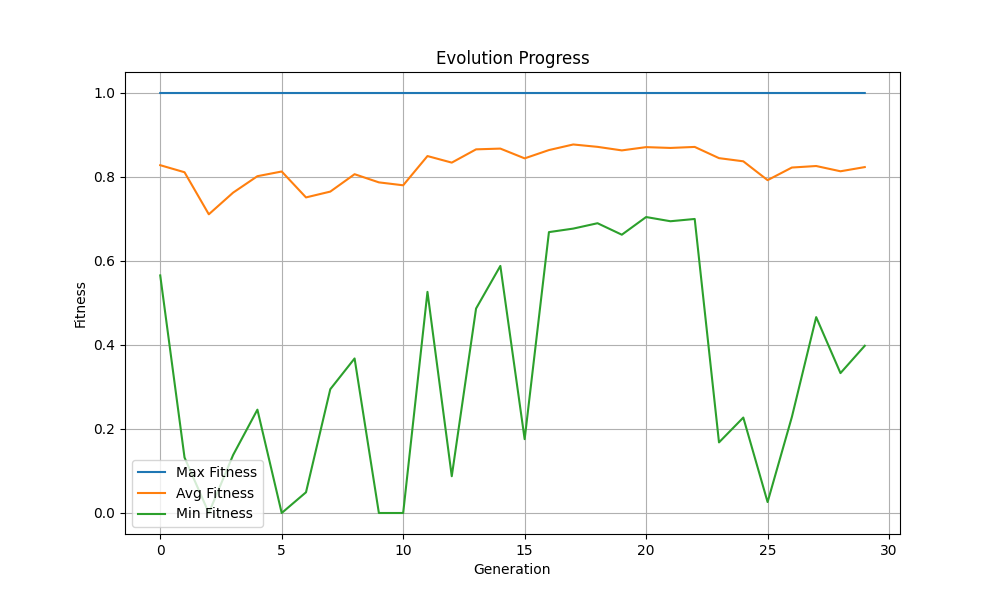 Evolution Progress
1.0
0.8
0.6
0.4
0.2
0.0
Fitness
Max Fitness
Avg Fitness
Min Fitness
0 5 10 15 20 25 30
Generation